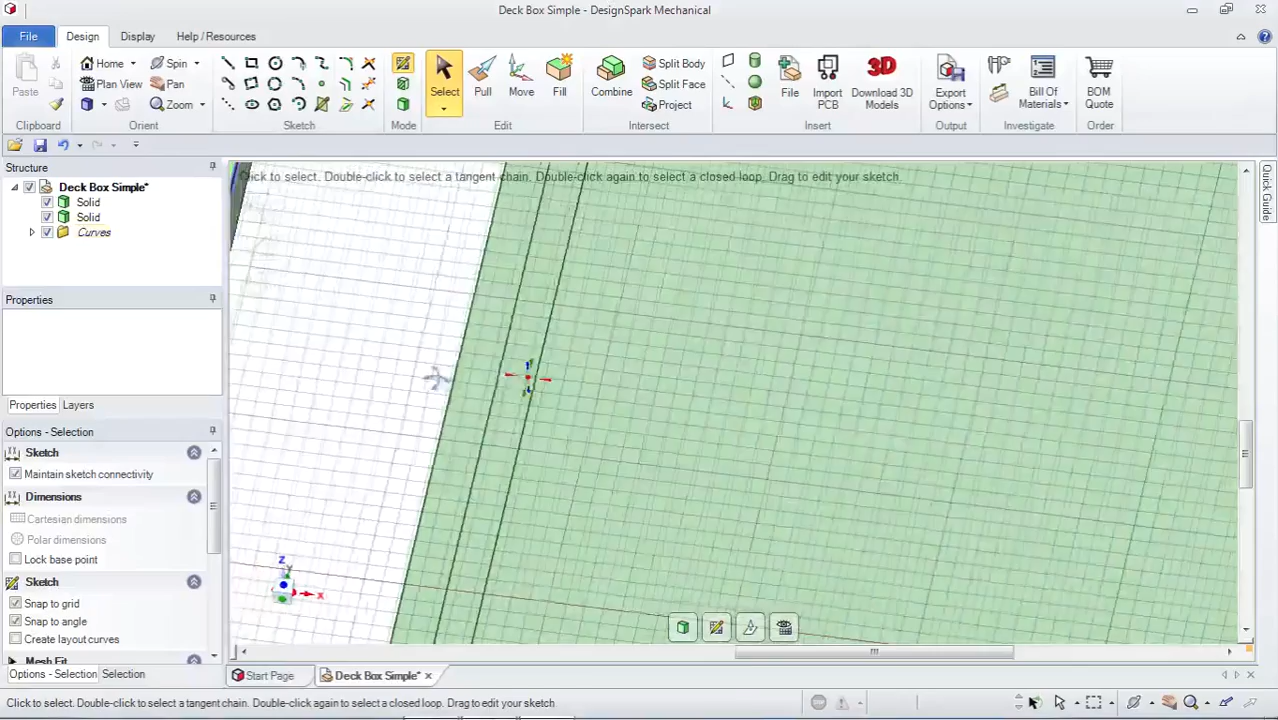 Deck Box Simple - DesignSpark Mechanical
File
Design
Display
Help / Resources
Home
Spin
Plan View
Pan
Zoom
Paste
Select
Pull
Move
Fill
Combine
Split Body
Split Face
Project
File
Import PCB
Download 3D Models
Export Options
Bill Of Materials
BOM Quote
Clipboard
Orient
Sketch
Mode
Edit
Intersect
Insert
Output
Investigate
Order
Structure
Deck Box Simple*
Solid
Solid
Curves
Properties
Properties
Layers
Options - Selection
Sketch
Maintain sketch connectivity
Dimensions
Cartesian dimensions
Polar dimensions
Lock base point
Sketch
Snap to grid
Snap to angle
Create layout curves
Mesh Fit
Options - Selection
Selection
Click to select. Double-click to select a tangent chain. Double-click again to select a closed loop. Drag to edit your sketch.
Quick Guide
Z
Y
X
Start Page
Deck Box Simple*
Click to select. Double-click to select a tangent chain. Double-click again to select a closed loop. Drag to edit your sketch.